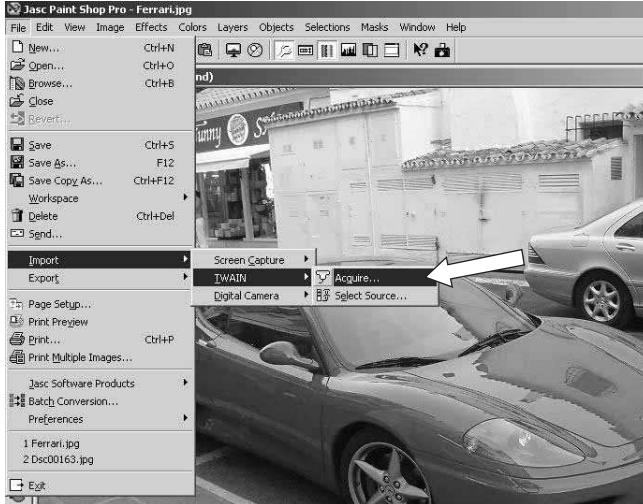 Jasc Paint Shop Pro - Ferrari.jpg
File Edit View Image Effects Colors Layers Objects Selections Masks Window Help
New... Ctrl+N
Open... Ctrl+O
Browse... Ctrl+B
nd)
Close
Revert...
unny
Save Ctrl+S
Save As... F12
Save Copy As... Ctrl+F12
Workspace
Delete Ctrl+Del
Send...
Import Screen Capture
Export TWAIN Acquire...
Digital Camera Select Source...
Page Setup...
Print Preview
Print... Ctrl+P
Print Multiple Images...
Jasc Software Products
Batch Conversion...
Preferences
1 Ferrari.jpg
2 Dsc00163.jpg
Exit